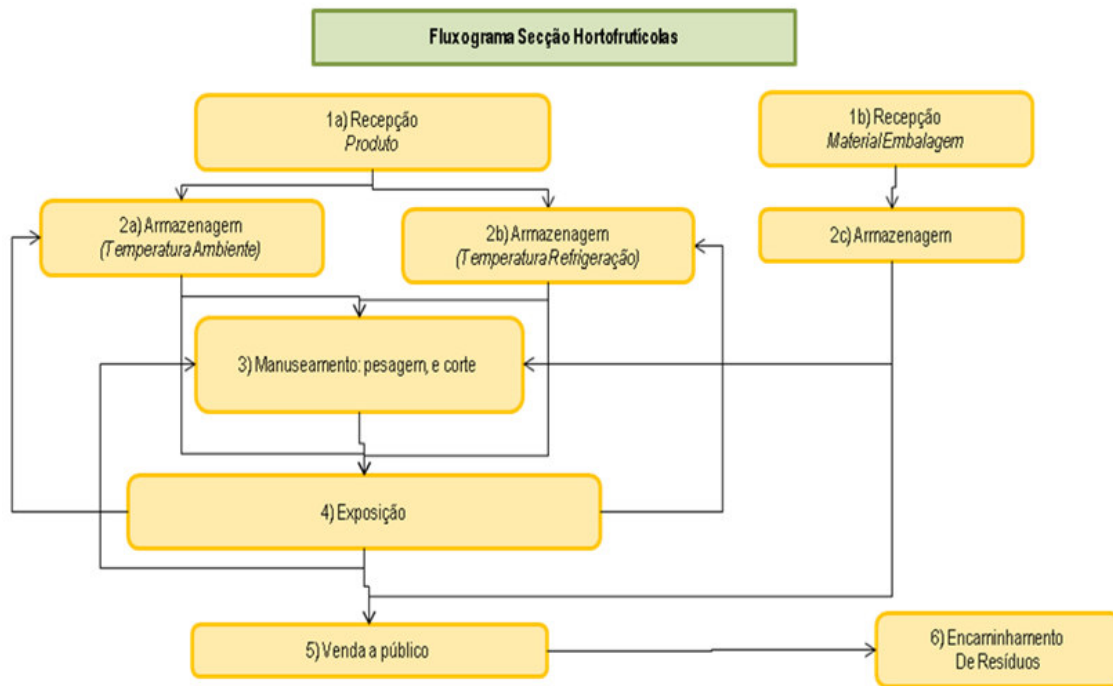 Fluxograma Secção Hortofrutícolas
1a) Recepção
Produto
1b) Recepção
Material Embalagem
2a) Armazenagem
(Temperatura Ambiente)
2b) Armazenagem
(Temperatura Refrigeração)
2c) Armazenagem
3) Manuseamento: pesagem, e corte
4) Exposição
5) Venda a público
6) Encaminhamento
De Resíduos